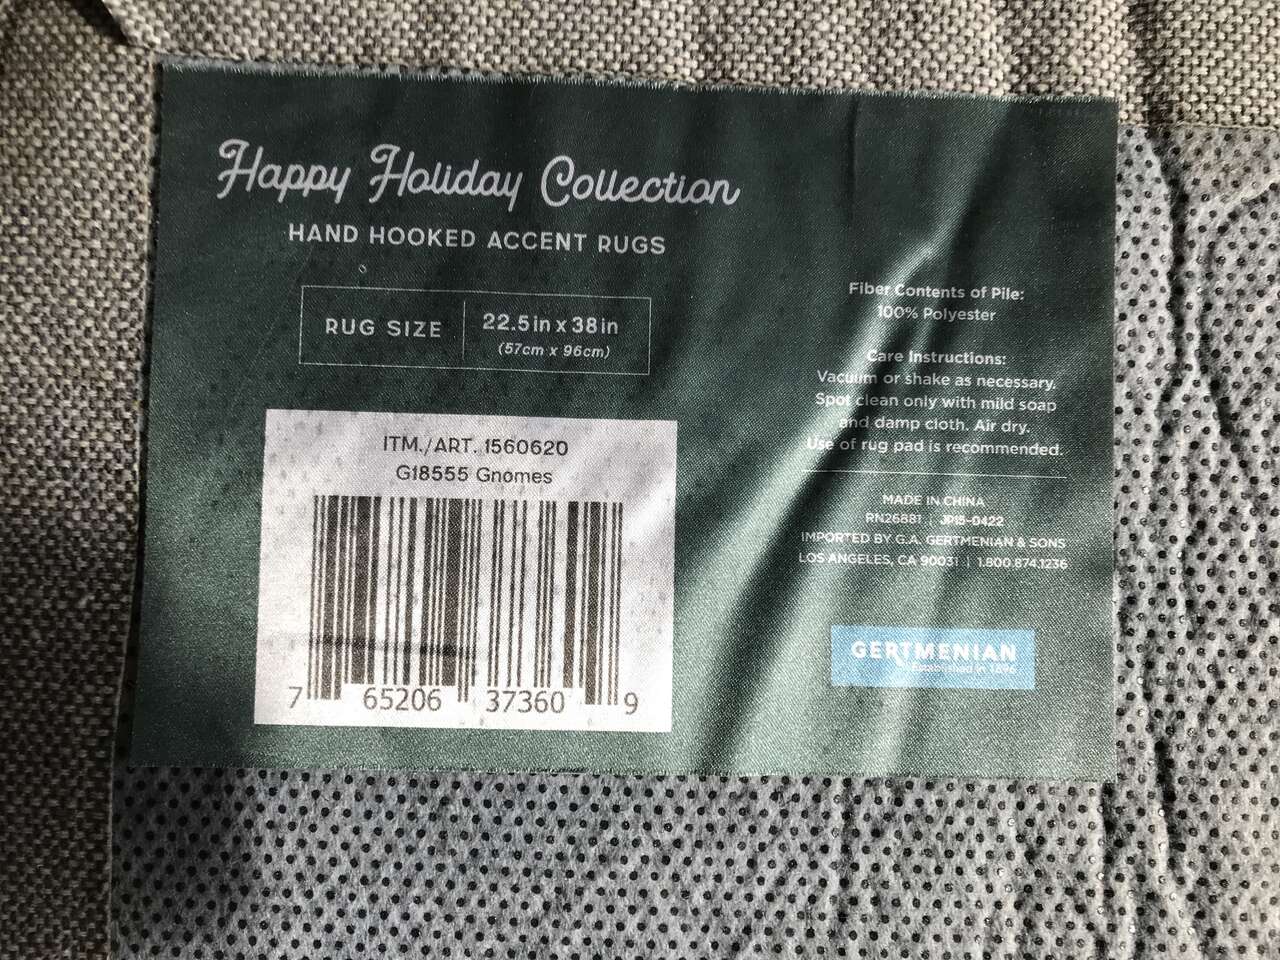 Happy Holiday Collection
HAND HOOKED ACCENT RUGS
RUG SIZE
22.5in x 38in
(57cm x 96cm)
ITM./ART. 1560620
G18555 Gnomes
7 65206 37360 9
Fiber Contents of Pile:
100% Polyester
Care Instructions:
Vacuum or shake as necessary.
Spot clean only with mild soap
and damp cloth. Air dry.
Use of rug pad is recommended.
MADE IN CHINA
RN26881 | JP15-0422
IMPORTED BY G.A. GERTMENIAN & SONS
LOS ANGELES, CA 90031 | 1.800.874.1236
GERTMENIAN
Established in 1896